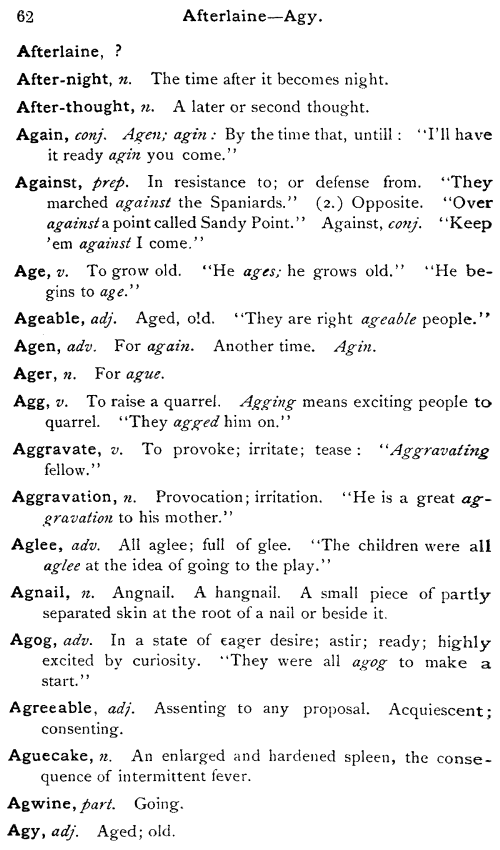 62 Afterlaine—Agy.
Afterlaine, ?
After-night, n. The time after it becomes night.
After-thought, n. A later or second thought.
Again, conj. Agen; agin: By the time that, untill: "I'll have
it ready agin you come."
Against, prep. In resistance to; or defense from. "They
marched against the Spaniards." (2.) Opposite. "Over
against a point called Sandy Point." Against, conj. "Keep
'em against I come."
Age, v. To grow old. "He ages; he grows old." "He be-
gins to age."
Ageable, adj. Aged, old. "They are right ageable people."
Agen, adv. For again. Another time. Agin.
Ager, n. For ague.
Agg, v. To raise a quarrel. Agging means exciting people to
quarrel. "They agged him on."
Aggravate, v. To provoke; irritate; tease: "Aggravating
fellow."
Aggravation, n. Provocation; irritation. "He is a great ag-
gravation to his mother."
Aglee, adv. All aglee; full of glee. "The children were all
aglee at the idea of going to the play."
Agnail, n. Angnail. A hangnail. A small piece of partly
separated skin at the root of a nail or beside it.
Agog, adv. In a state of eager desire; astir; ready; highly
excited by curiosity. "They were all agog to make a
start."
Agreeable, adj. Assenting to any proposal. Acquiescent;
consenting.
Aguecake, n. An enlarged and hardened spleen, the conse-
quence of intermittent fever.
Agwine, part. Going.
Agy, adj. Aged; old.